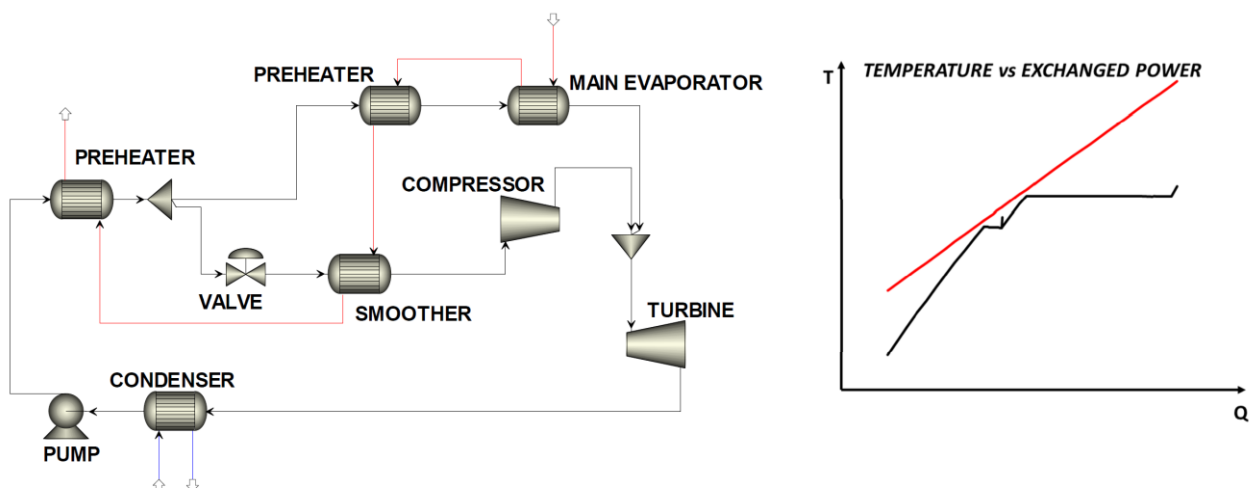 PREHEATER
MAIN EVAPORATOR
PREHEATER
COMPRESSOR
VALVE
SMOOTHER
TURBINE
CONDENSER
PUMP
TEMPERATURE vs EXCHANGED POWER
T
Q